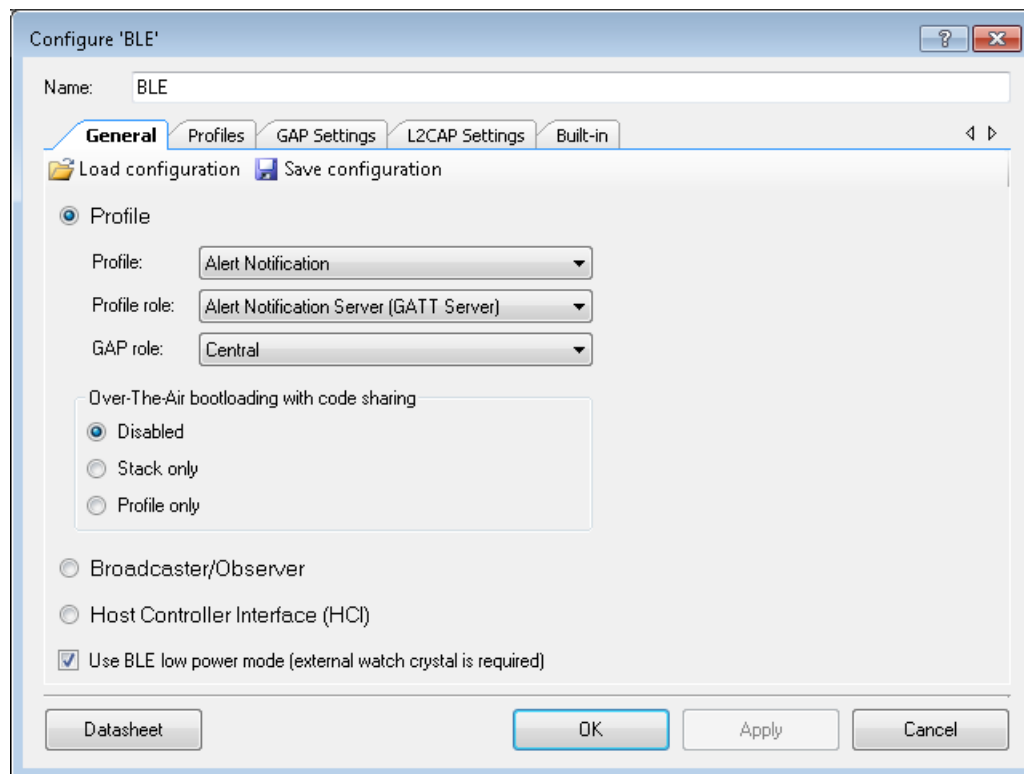 Configure 'BLE'
Name: BLE
General Profiles GAP Settings L2CAP Settings Built-in
Load configuration Save configuration
Profile
Profile: Alert Notification
Profile role: Alert Notification Server (GATT Server)
GAP role: Central
Over-The-Air bootloading with code sharing
Disabled
Stack only
Profile only
Broadcaster/Observer
Host Controller Interface (HCI)
Use BLE low power mode (external watch crystal is required)
Datasheet OK Apply Cancel